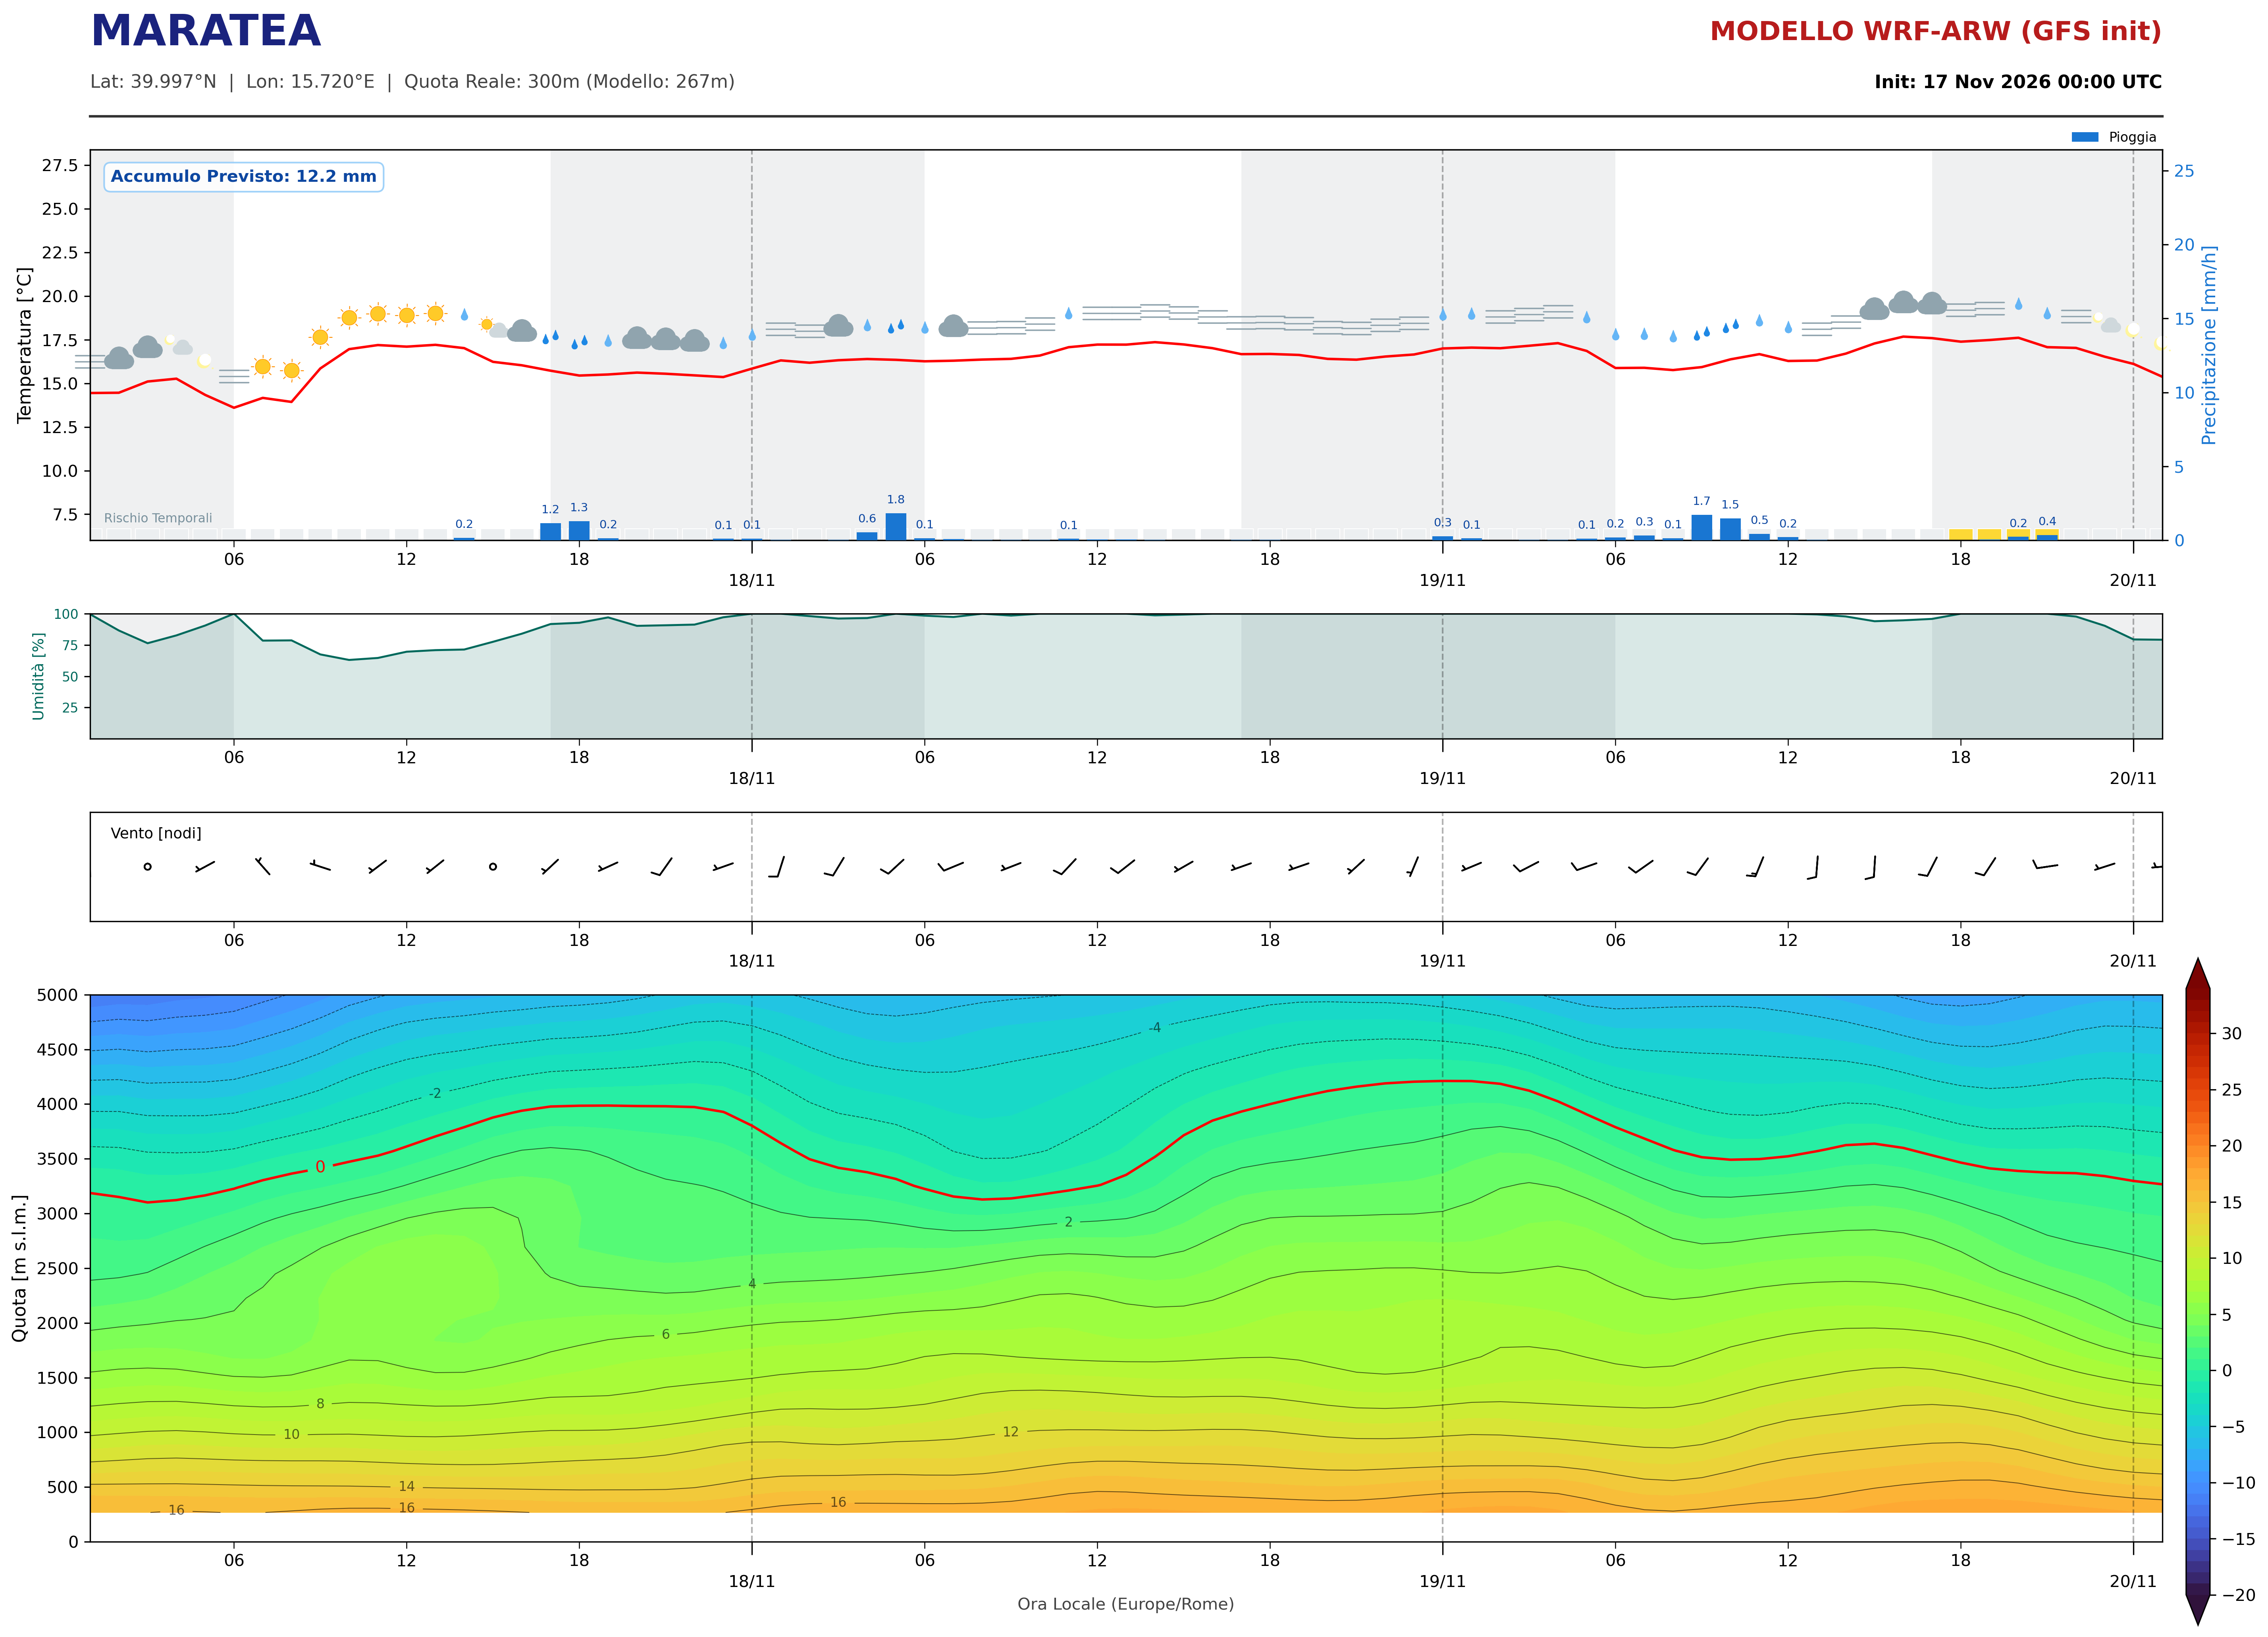 MARATEA
MODELLO WRF-ARW (GFS init)
Lat: 39.997°N | Lon: 15.720°E | Quota Reale: 300m (Modello: 267m)
Init: 17 Nov 2026 00:00 UTC
Pioggia
Accumulo Previsto: 12.2 mm
Temperatura [°C]
27.5
25.0
22.5
20.0
17.5
15.0
12.5
10.0
7.5
Precipitazione [mm/h]
25
20
15
10
5
0
Rischio Temporali
0.2 1.2 1.3 0.2 0.1 0.1 0.6 1.8 0.1 0.1 0.3 0.1 0.1 0.2 0.3 0.1 1.7 1.5 0.5 0.2 0.2 0.4
06 12 18 06 12 18 06 12 18
18/11 19/11 20/11
Umidità [%]
100
75
50
25
06 12 18 06 12 18 06 12 18
18/11 19/11 20/11
Vento [nodi]
06 12 18 06 12 18 06 12 18
18/11 19/11 20/11
Quota [m s.l.m.]
5000
4500
4000
3500
3000
2500
2000
1500
1000
500
0
-4
-2
0
2
4
6
8
10
12
14
16
16
16
30
25
20
15
10
5
0
−5
−10
−15
−20
06 12 18 06 12 18 06 12 18
18/11 19/11 20/11
Ora Locale (Europe/Rome)